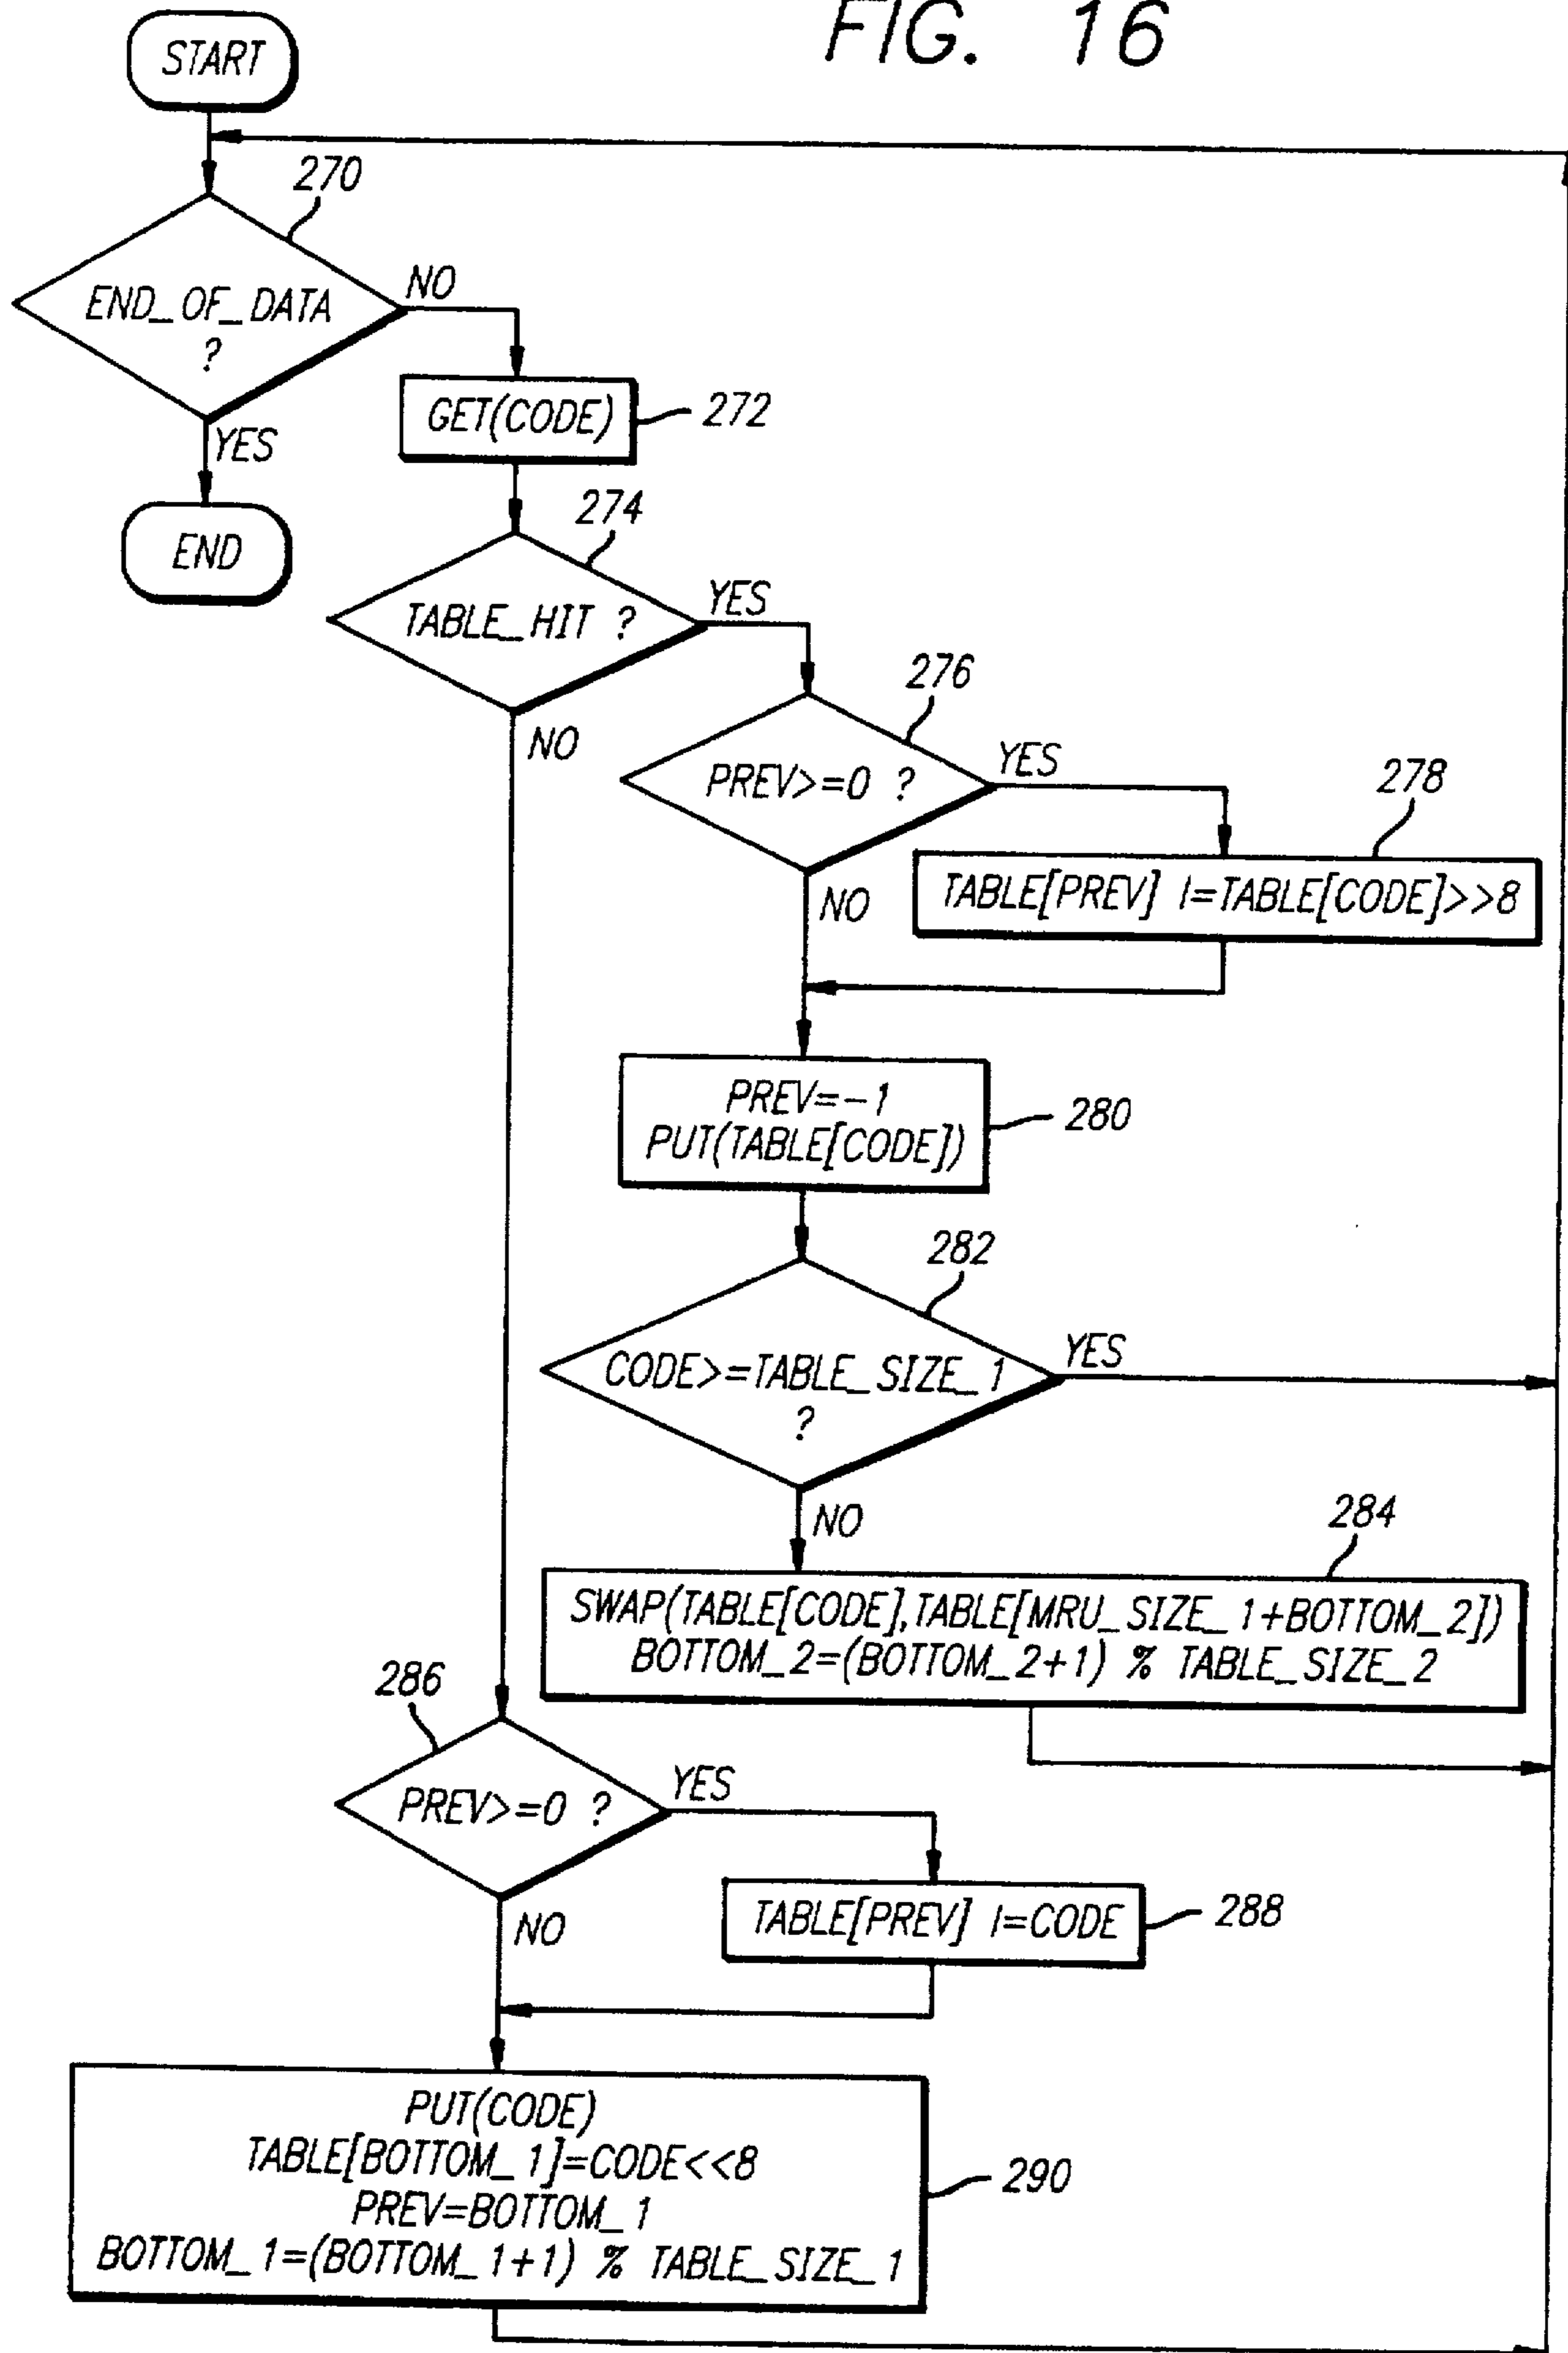 FIG. 16
START
270
END_OF_DATA
?
NO
YES
END
GET(CODE)
272
274
TABLE_HIT ?
YES
NO
276
PREV>=0 ?
YES
NO
278
TABLE[PREV] |=TABLE[CODE]>>8
PREV=-1
PUT(TABLE[CODE])
280
282
CODE>=TABLE_SIZE_1
?
YES
NO
284
SWAP(TABLE[CODE],TABLE[MRU_SIZE_1+BOTTOM_2])
BOTTOM_2=(BOTTOM_2+1) % TABLE_SIZE_2
286
PREV>=0 ?
YES
NO
TABLE[PREV] |=CODE
288
PUT(CODE)
TABLE[BOTTOM_1]=CODE<<8
PREV=BOTTOM_1
BOTTOM_1=(BOTTOM_1+1) % TABLE_SIZE_1
290